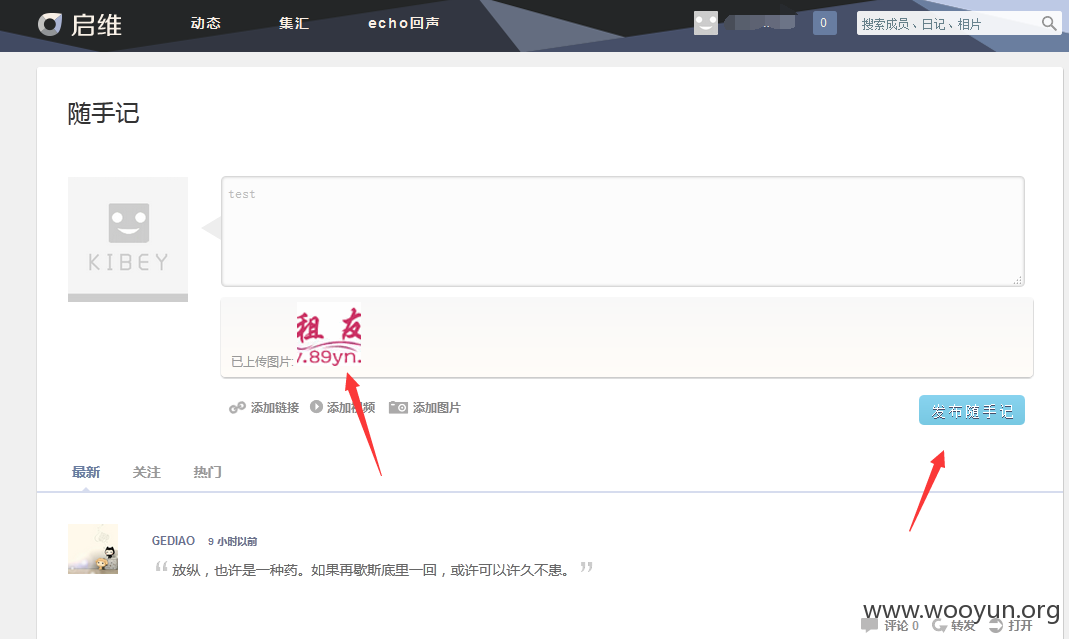 启维 动态 集汇 echo回声 0 搜索成员、日记、相片
随手记
KIBEY
test
租 友
7.89yn.
已上传图片:
添加链接 添加视频 添加图片 发布随手记
最新 关注 热门
GEDIAO 9 小时以前
“ 放纵，也许是一种药。如果再歇斯底里一回，或许可以许久不患。 ”
www.wooyun.org
评论 0 转发 打开